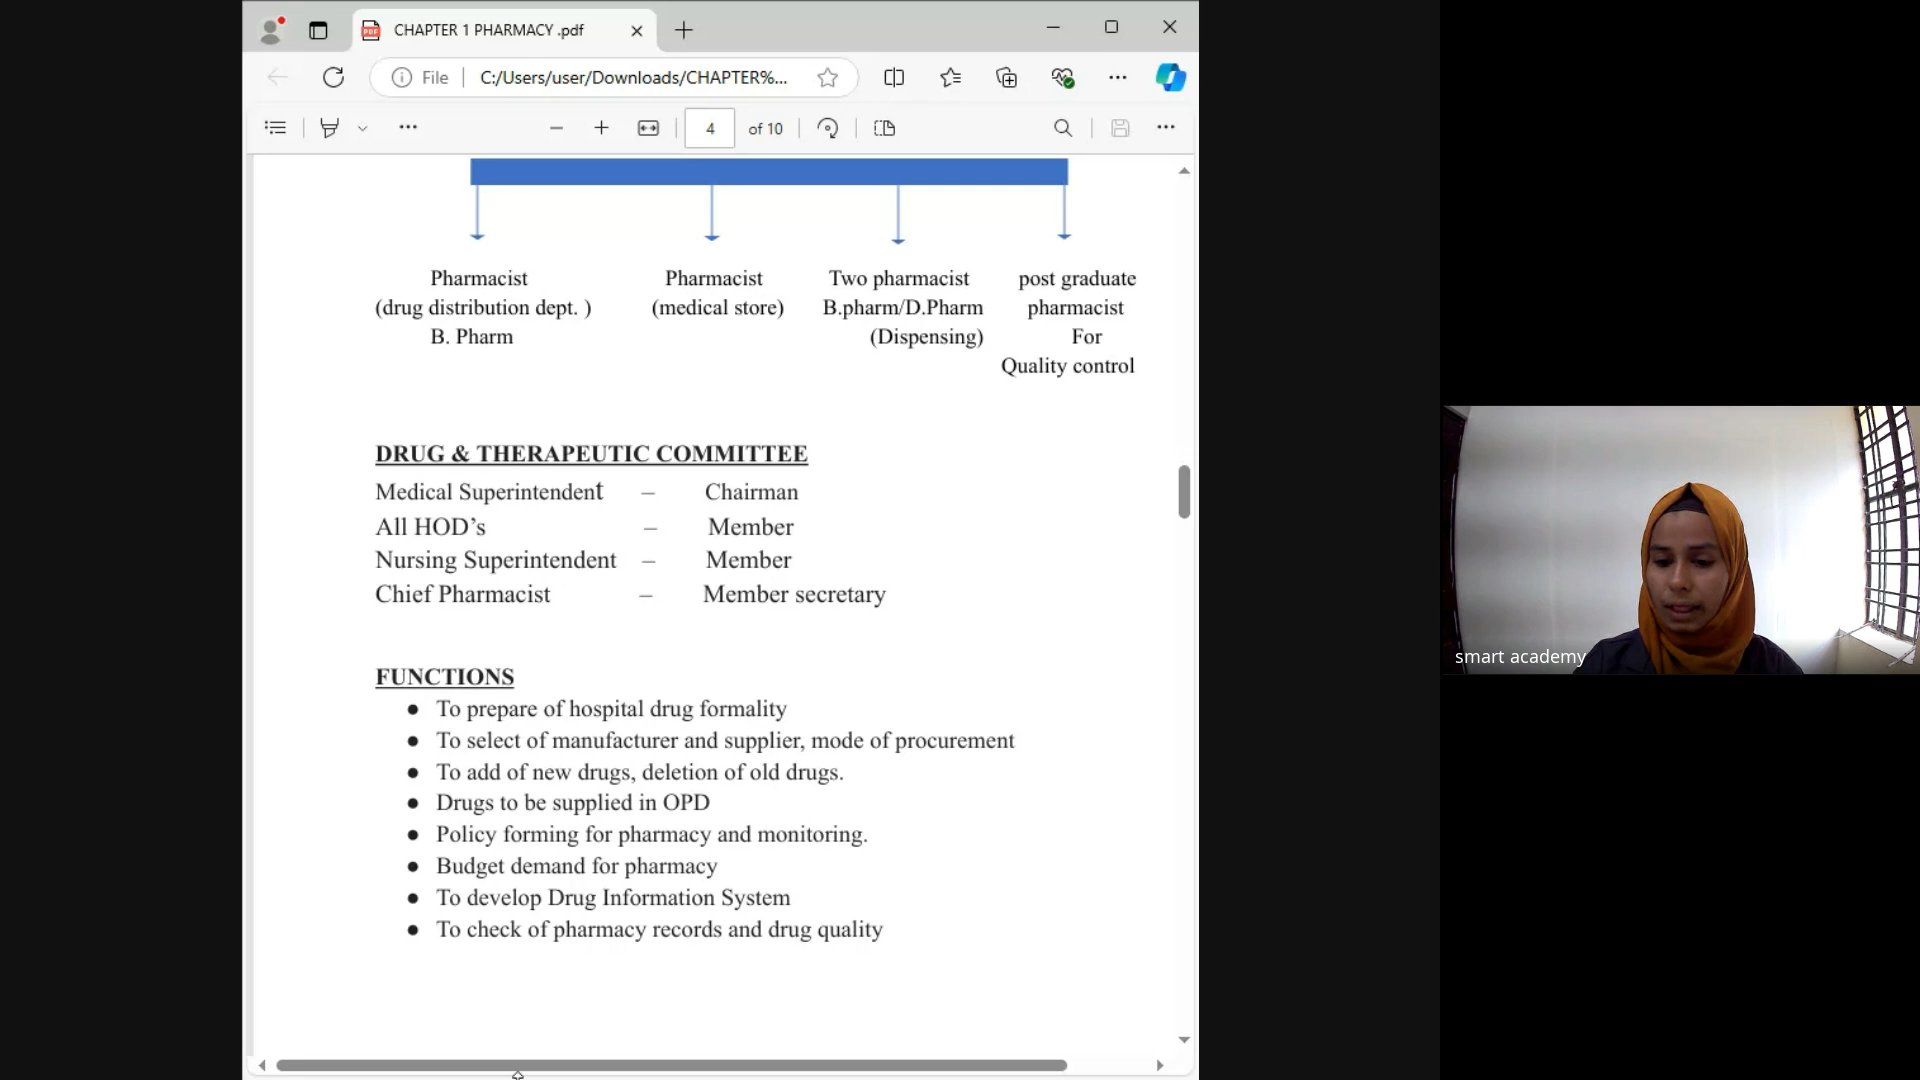 CHAPTER 1 PHARMACY .pdf
File
C:/Users/user/Downloads/CHAPTER%...
4 of 10
Pharmacist
(drug distribution dept. )
B. Pharm
Pharmacist
(medical store)
Two pharmacist
B.pharm/D.Pharm
(Dispensing)
post graduate
pharmacist
For
Quality control
DRUG & THERAPEUTIC COMMITTEE
Medical Superintendent – Chairman
All HOD’s – Member
Nursing Superintendent – Member
Chief Pharmacist – Member secretary
FUNCTIONS
● To prepare of hospital drug formality
● To select of manufacturer and supplier, mode of procurement
● To add of new drugs, deletion of old drugs.
● Drugs to be supplied in OPD
● Policy forming for pharmacy and monitoring.
● Budget demand for pharmacy
● To develop Drug Information System
● To check of pharmacy records and drug quality
smart academy